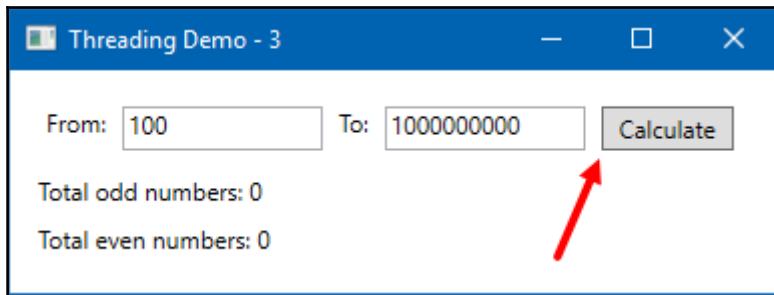 Threading Demo - 3
From: 100 To: 1000000000 Calculate
Total odd numbers: 0
Total even numbers: 0